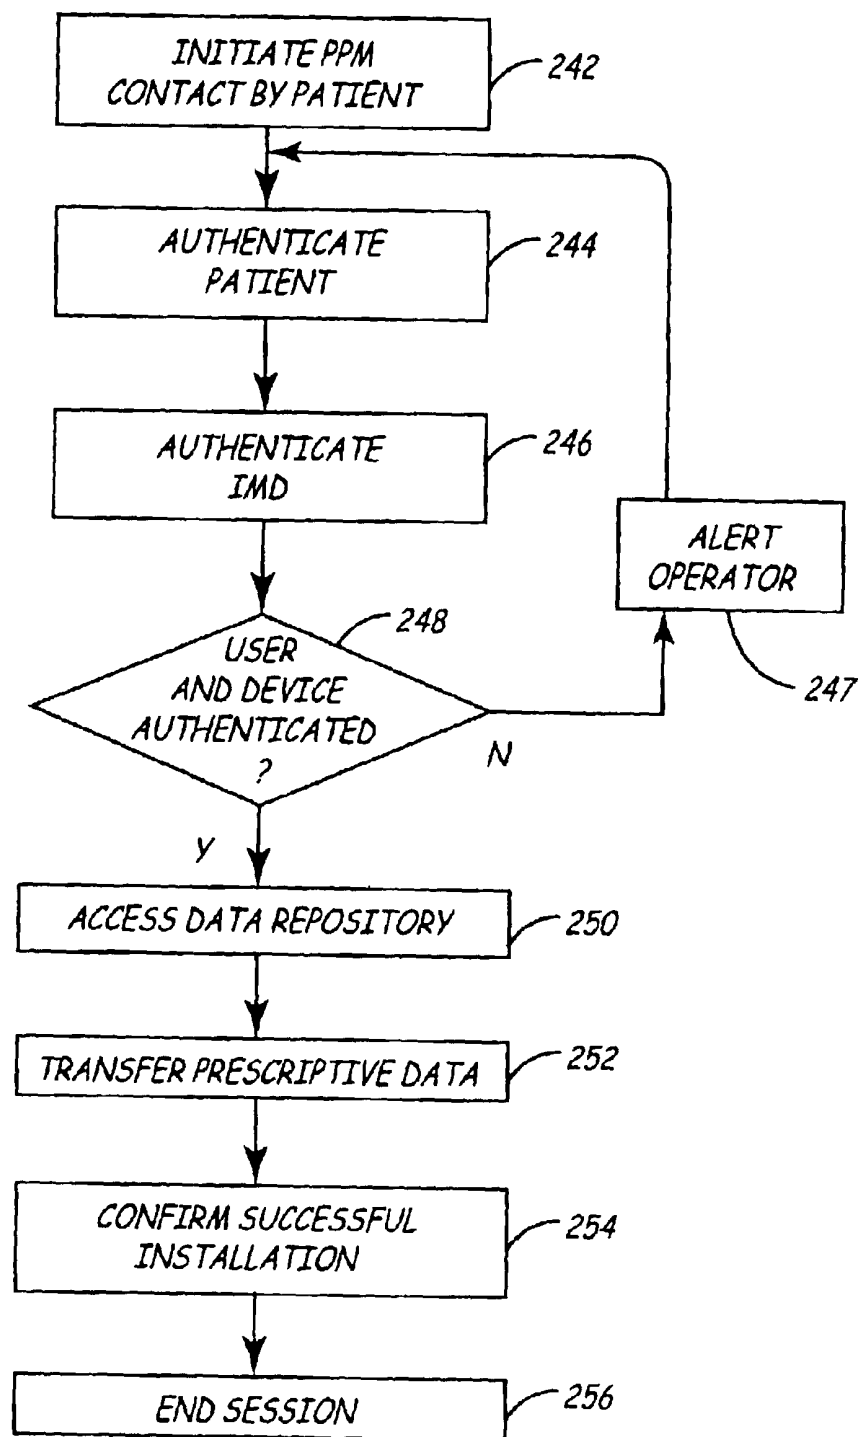 INITIATE PPM
CONTACT BY PATIENT
242
AUTHENTICATE
PATIENT
244
AUTHENTICATE
IMD
246
ALERT
OPERATOR
247
USER
AND DEVICE
AUTHENTICATED
?
248
N
Y
ACCESS DATA REPOSITORY
250
TRANSFER PRESCRIPTIVE DATA
252
CONFIRM SUCCESSFUL
INSTALLATION
254
END SESSION
256